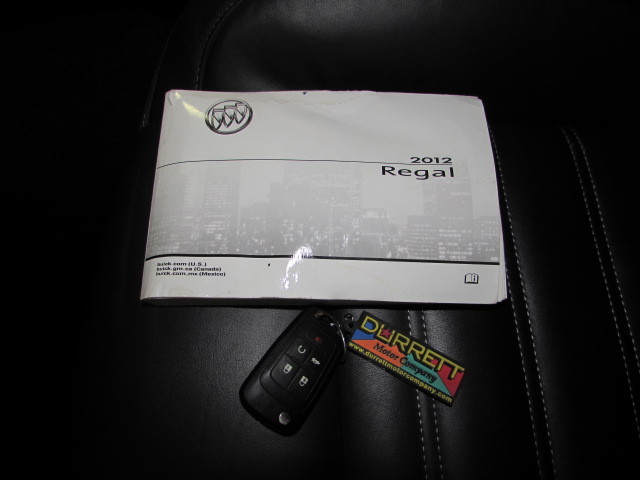 2012
Regal
buick.com (U.S.)
buick.gm.ca (Canada)
buick.com.mx (Mexico)
DURRETT
Motor Company
www.durrettmotorcompany.com